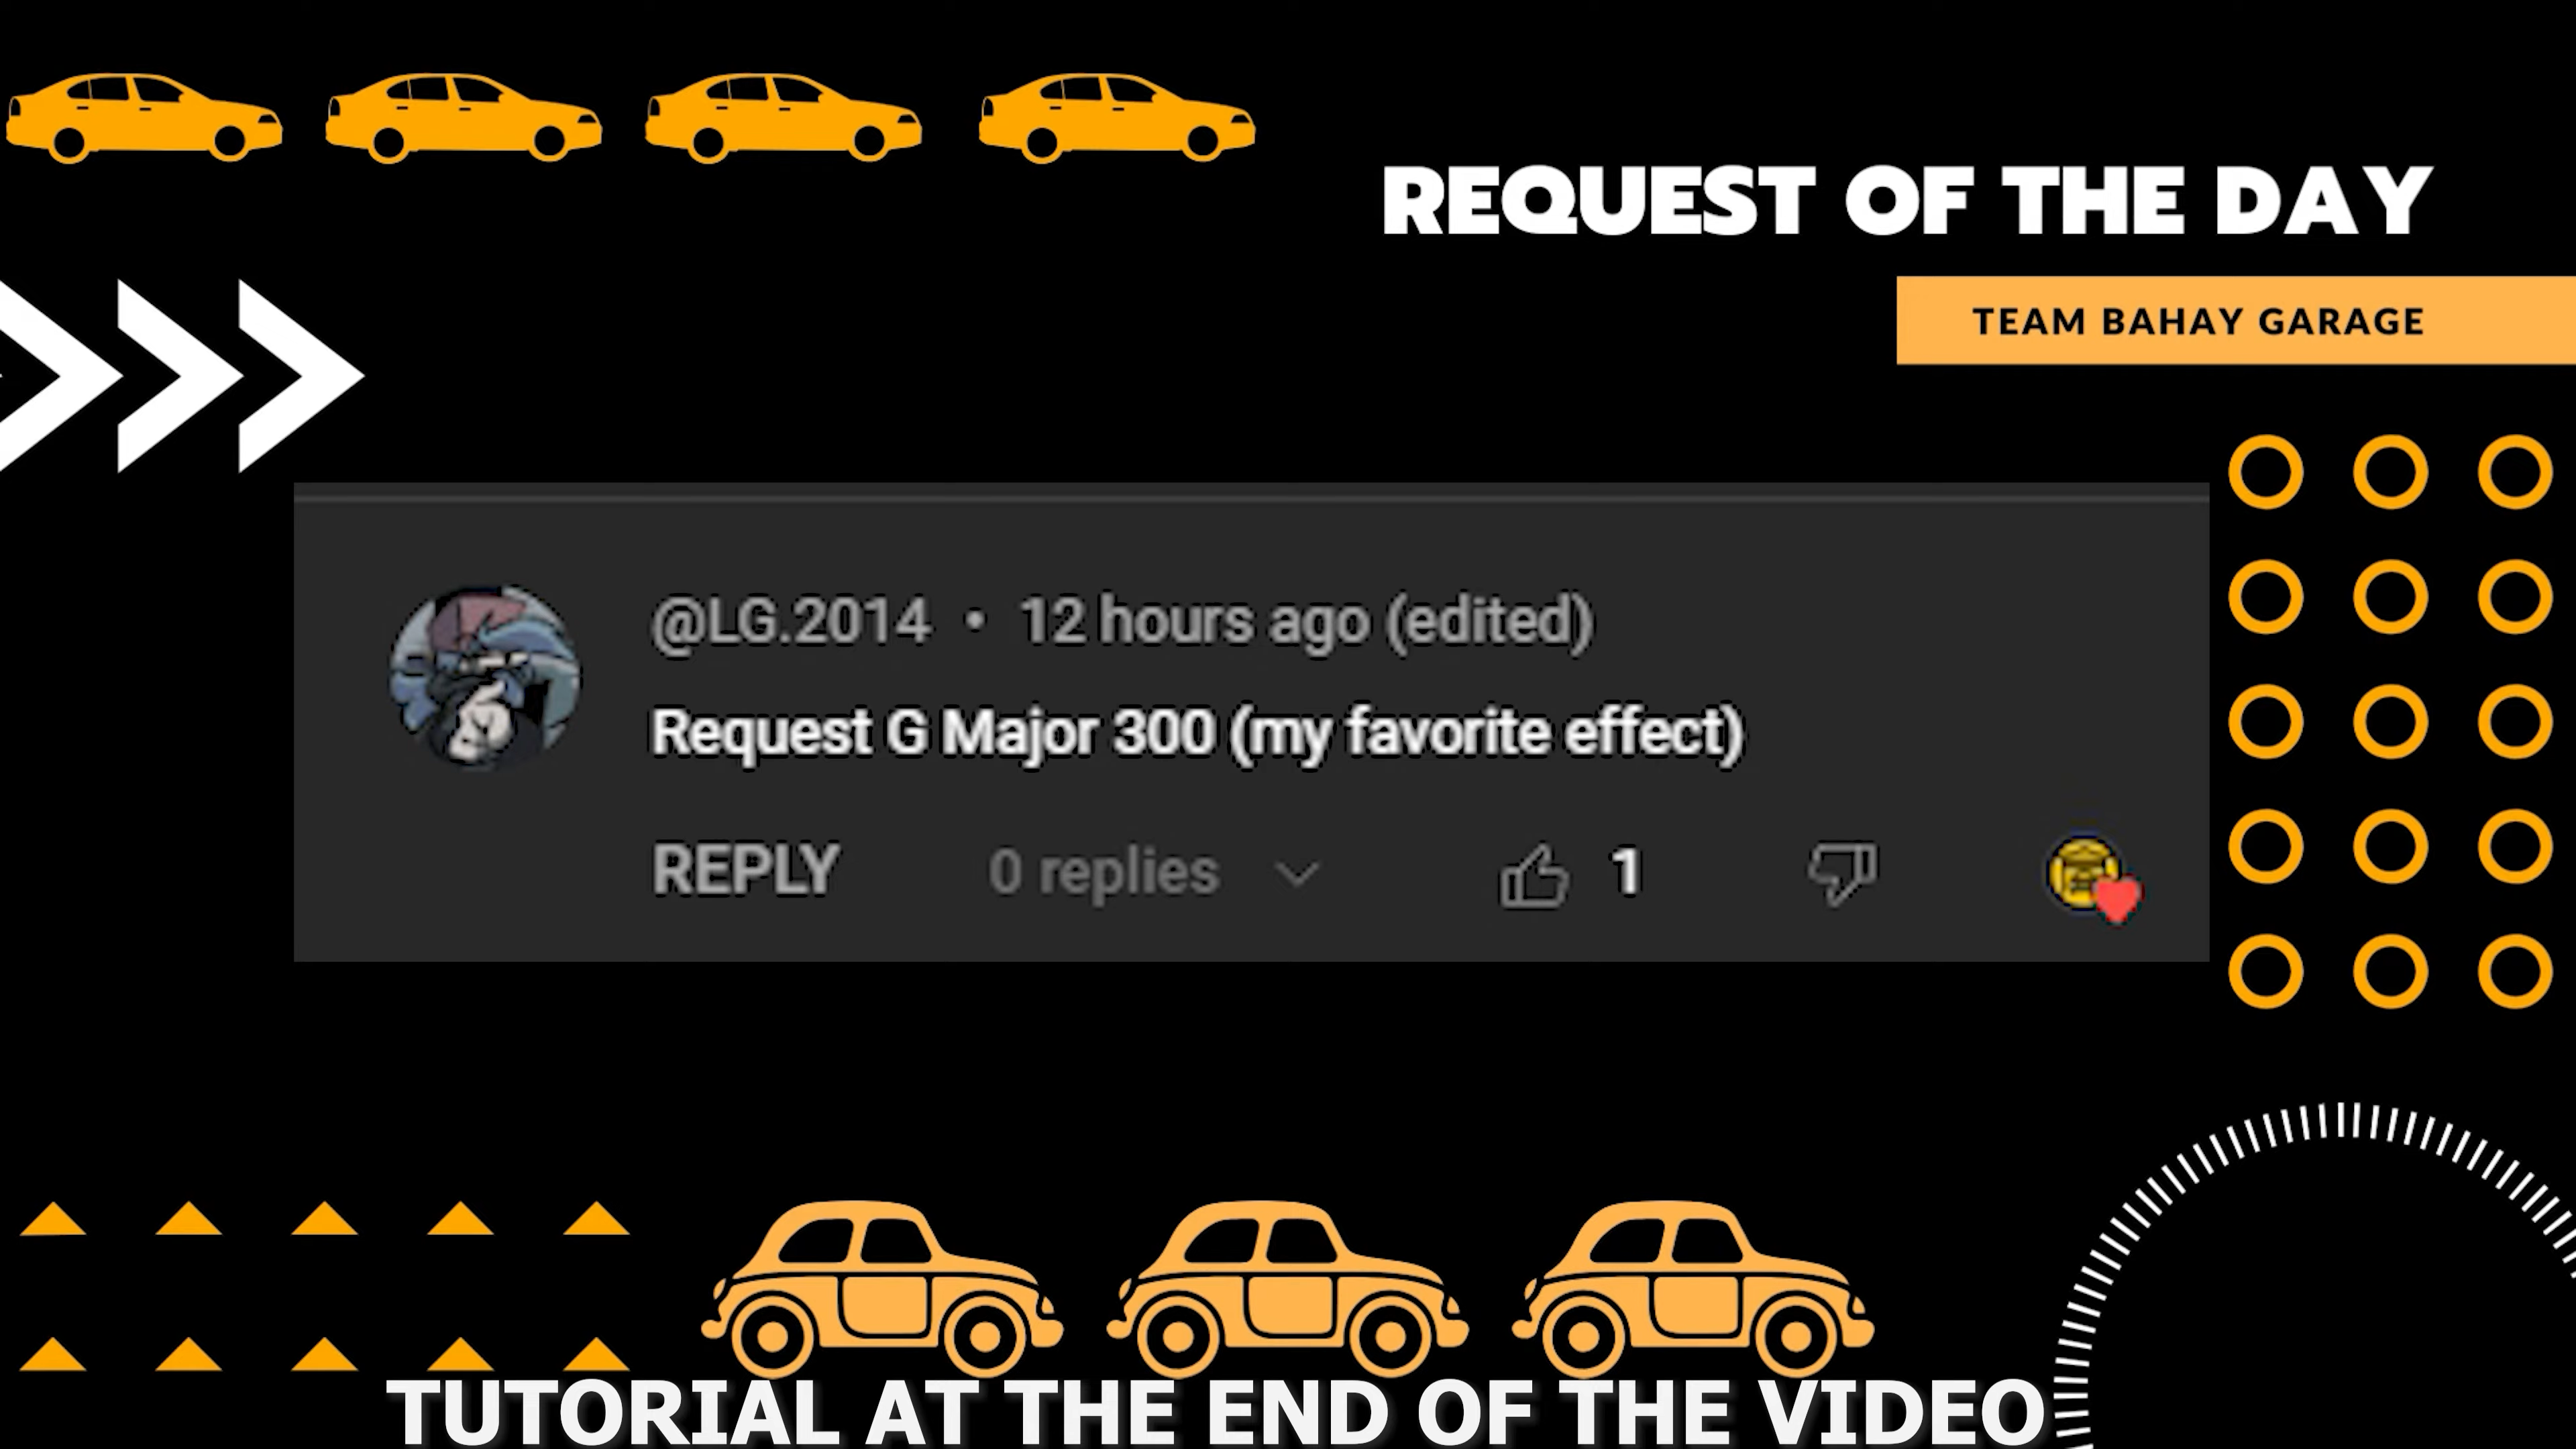 REQUEST OF THE DAY
TEAM BAHAY GARAGE
@LG.2014 • 12 hours ago (edited)
Request G Major 300 (my favorite effect)
REPLY 0 replies 1
TUTORIAL AT THE END OF THE VIDEO